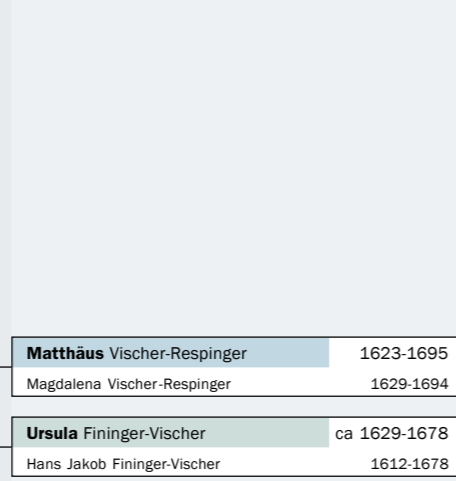 Matthäus Vischer-Respinger 1623-1695
Magdalena Vischer-Respinger 1629-1694
Ursula Fininger-Vischer ca 1629-1678
Hans Jakob Fininger-Vischer 1612-1678